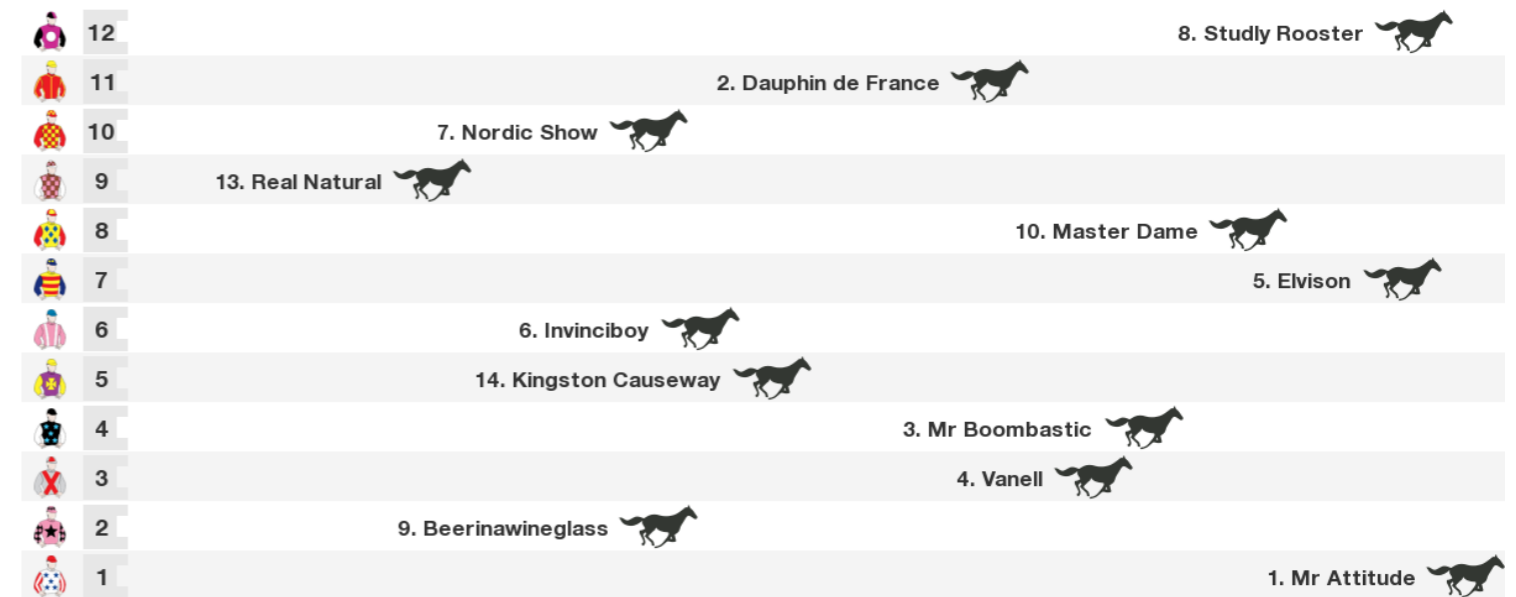 12 8. Studly Rooster
11 2. Dauphin de France
10 7. Nordic Show
9 13. Real Natural
8 10. Master Dame
7 5. Elvison
6 6. Invinciboy
5 14. Kingston Causeway
4 3. Mr Boombastic
3 4. Vanell
2 9. Beerinawineglass
1 1. Mr Attitude